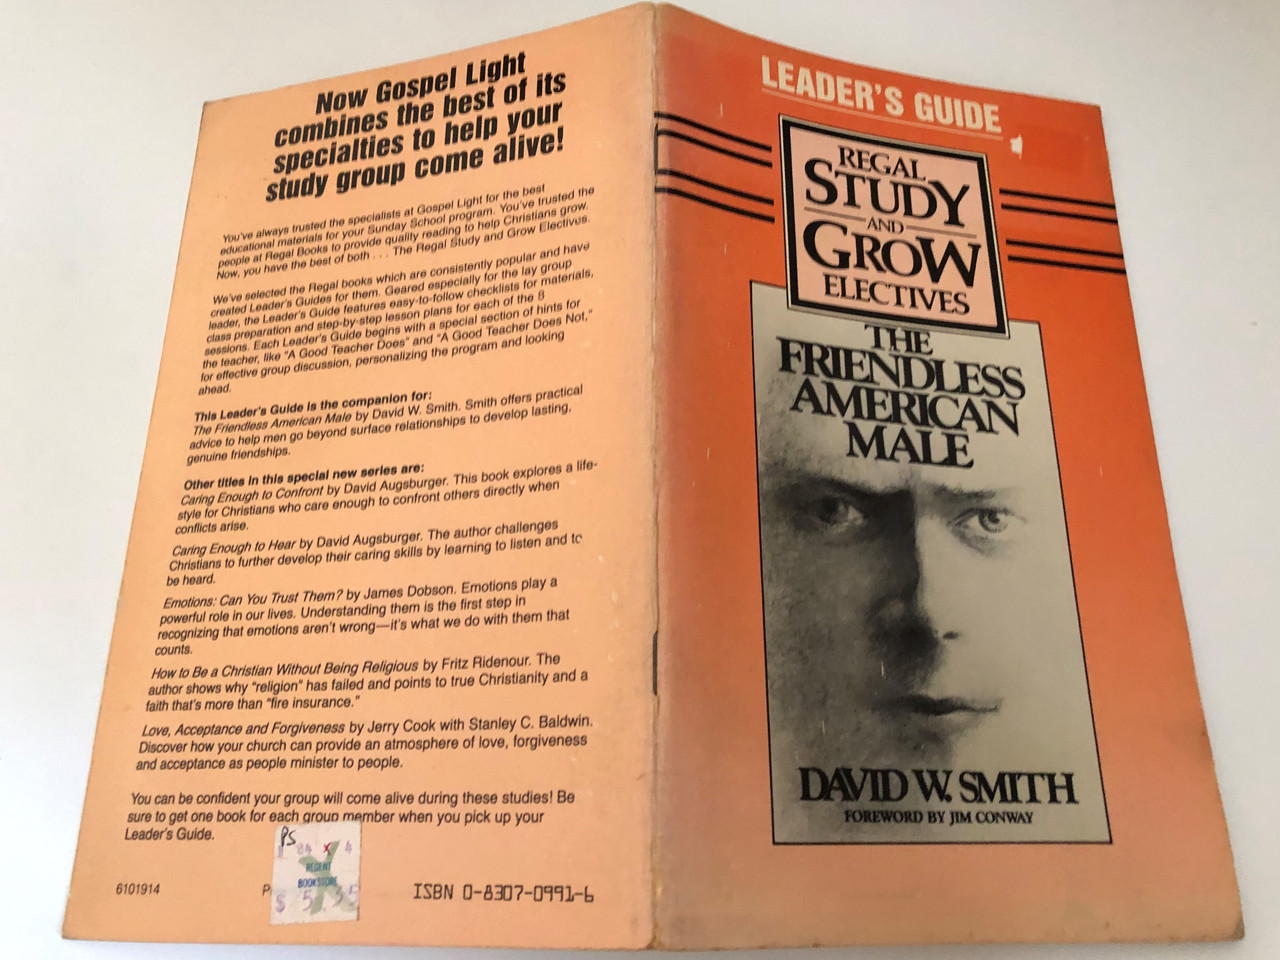 Now Gospel Light
combines the best of its
specialties to help your
study group come alive!
You've always trusted the specialists at Gospel Light for the best
educational materials for your Sunday School program. You've trusted the
people at Regal Books to provide quality reading to help Christians grow.
Now, you have the best of both . . . The Regal Study and Grow Electives.
We've selected the Regal books which are consistently popular and have
created Leader's Guides for them. Geared especially for the lay group
leader, the Leader's Guide features easy-to-follow checklists for materials,
class preparation and step-by-step lesson plans for each of the 8
sessions. Each Leader's Guide begins with a special section of hints for
the teacher, like "A Good Teacher Does" and "A Good Teacher Does Not,"
for effective group discussion, personalizing the program and looking
ahead.
This Leader's Guide is the companion for:
The Friendless American Male by David W. Smith. Smith offers practical
advice to help men go beyond surface relationships to develop lasting,
genuine friendships.
Other titles in this special new series are:
Caring Enough to Confront by David Augsburger. This book explores a life-
style for Christians who care enough to confront others directly when
conflicts arise.
Caring Enough to Hear by David Augsburger. The author challenges
Christians to further develop their caring skills by learning to listen and to
be heard.
Emotions: Can You Trust Them? by James Dobson. Emotions play a
powerful role in our lives. Understanding them is the first step in
recognizing that emotions aren't wrong—it's what we do with them that
counts.
How to Be a Christian Without Being Religious by Fritz Ridenour. The
author shows why "religion" has failed and points to true Christianity and a
faith that's more than "fire insurance."
Love, Acceptance and Forgiveness by Jerry Cook with Stanley C. Baldwin.
Discover how your church can provide an atmosphere of love, forgiveness
and acceptance as people minister to people.
You can be confident your group will come alive during these studies! Be
sure to get one book for each group member when you pick up your
Leader's Guide.
PS
84 x 4
REGENT
BOOKSTORE
$ 5.35
6101914
ISBN 0-8307-0991-6
LEADER'S GUIDE
REGAL
STUDY
AND
GROW
ELECTIVES
THE
FRIENDLESS
AMERICAN
MALE
DAVID W. SMITH
FOREWORD BY JIM CONWAY